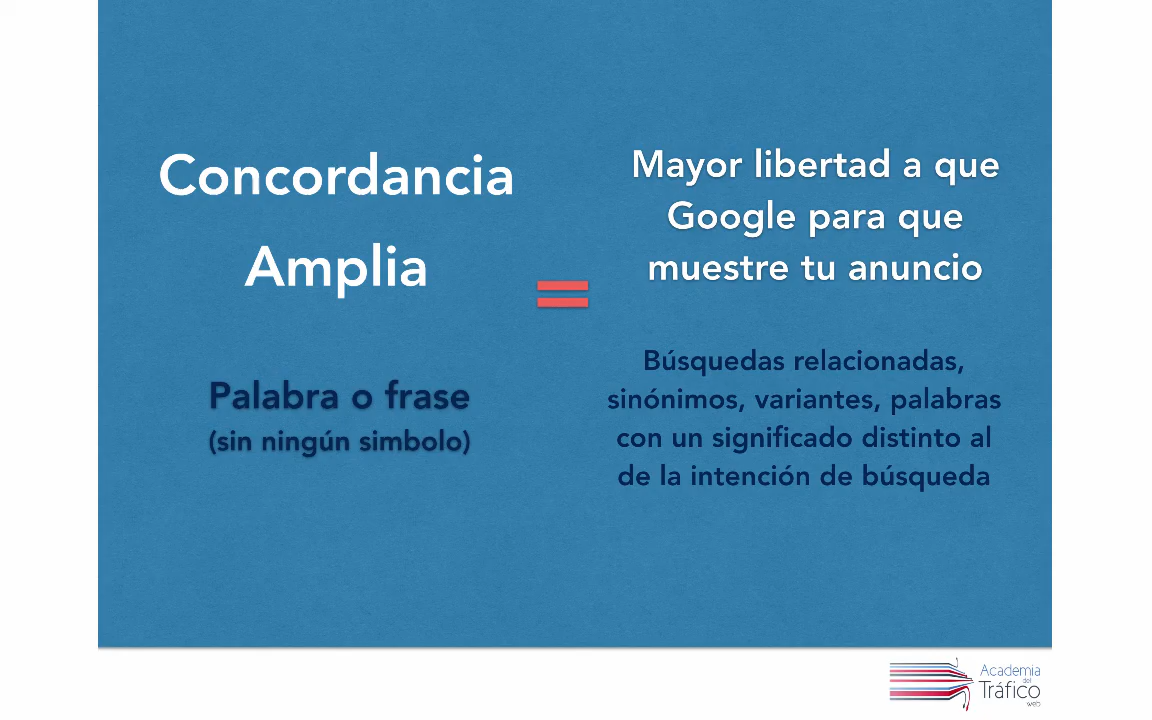 Concordancia
Amplia
Palabra o frase
(sin ningún simbolo)
=
Mayor libertad a que
Google para que
muestre tu anuncio
Búsquedas relacionadas,
sinónimos, variantes, palabras
con un significado distinto al
de la intención de búsqueda
Academia
del
Tráfico
web